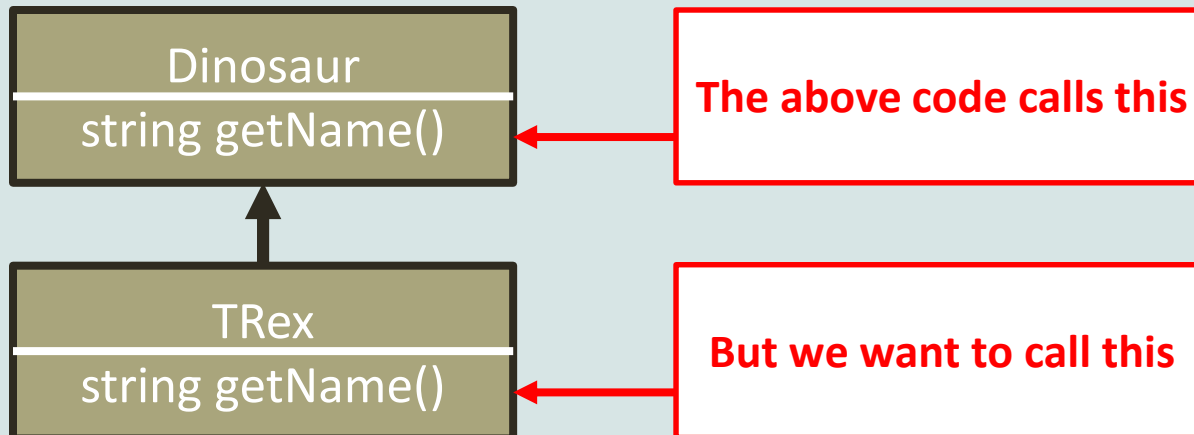 Dinosaur
string getName()
The above code calls this
TRex
string getName()
But we want to call this